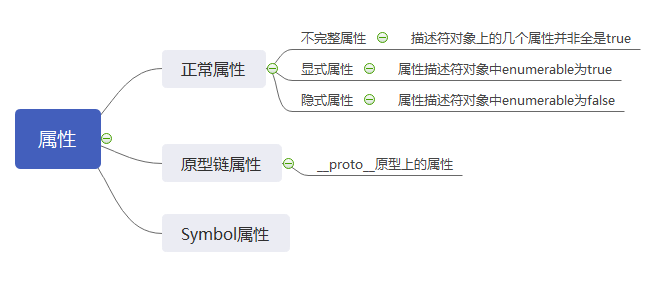 属性
正常属性
不完整属性
描述符对象上的几个属性并非全是true
显式属性
属性描述符对象中enumerable为true
隐式属性
属性描述符对象中enumerable为false
原型链属性
__proto__原型上的属性
Symbol属性